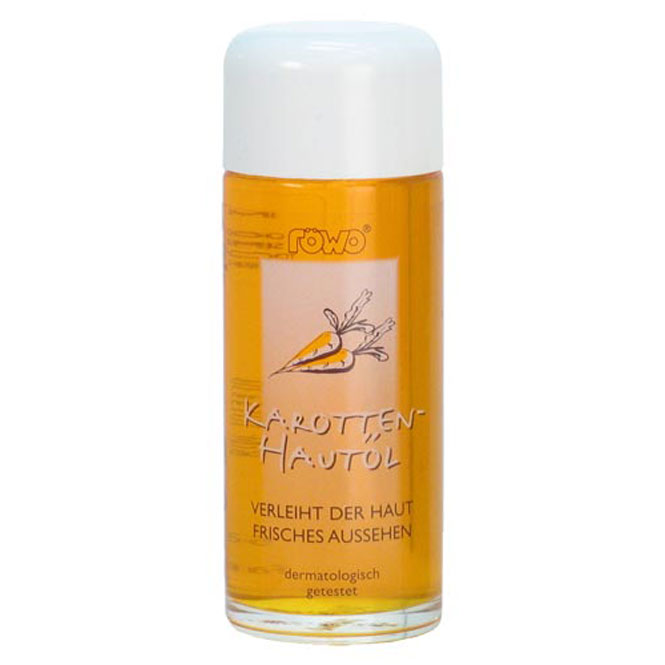 röwo®
KAROTTEN-
HAUTÖL
VERLEIHT DER HAUT
FRISCHES AUSSEHEN
dermatologisch
getestet